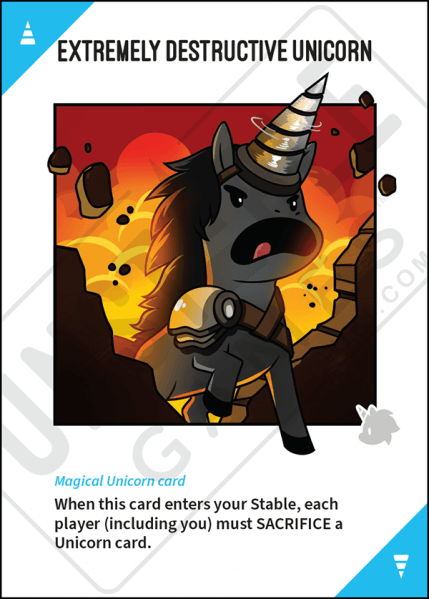 EXTREMELY DESTRUCTIVE UNICORN
Magical Unicorn card
When this card enters your Stable, each
player (including you) must SACRIFICE a
Unicorn card.